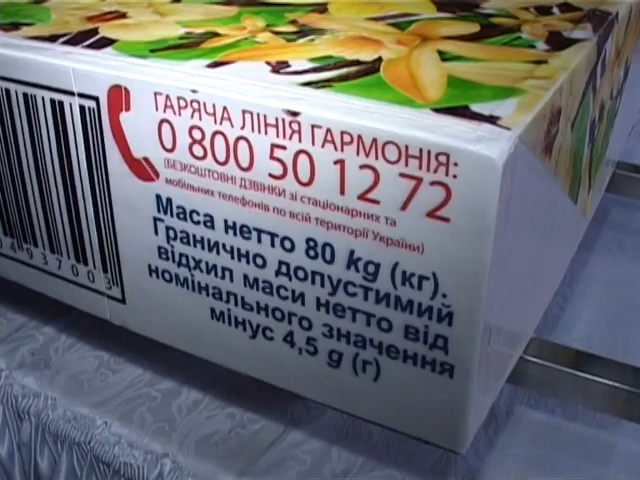 ГАРЯЧА ЛІНІЯ ГАРМОНІЯ:
0 800 50 12 72
(БЕЗКОШТОВНІ ДЗВІНКИ зі стаціонарних та
мобільних телефонів по всій території України)
Маса нетто 80 kg (кг).
Гранично допустимий
відхил маси нетто від
номінального значення
мінус 4,5 g (г)
4937003